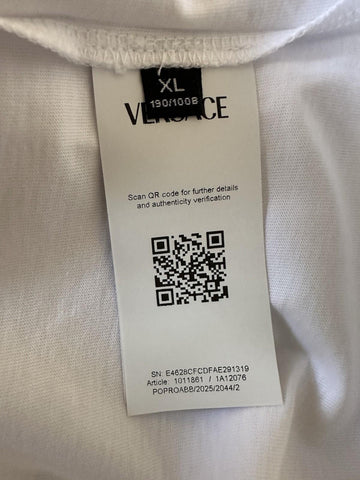 XL
190/100B
VERSACE
Scan QR code for further details
and authenticity verification
SN: E4628CFCDFAE291319
Article: 1011861 / 1A12076
POPROABB/2025/2044/2